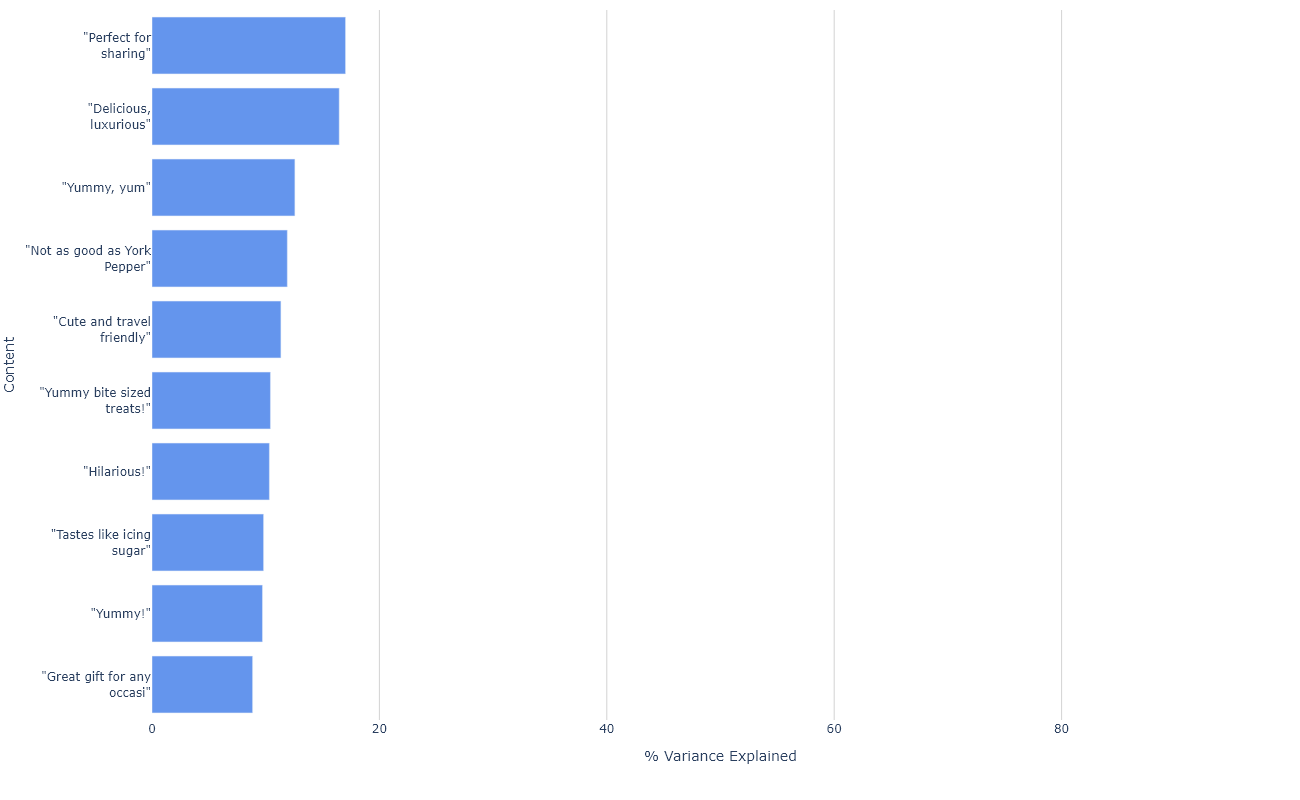 "Perfect for
sharing"
"Delicious,
luxurious"
"Yummy, yum"
"Not as good as York
Pepper"
"Cute and travel
friendly"
"Yummy bite sized
treats!"
"Hilarious!"
"Tastes like icing
sugar"
"Yummy!"
"Great gift for any
occasi"
Content
0 20 40 60 80
% Variance Explained